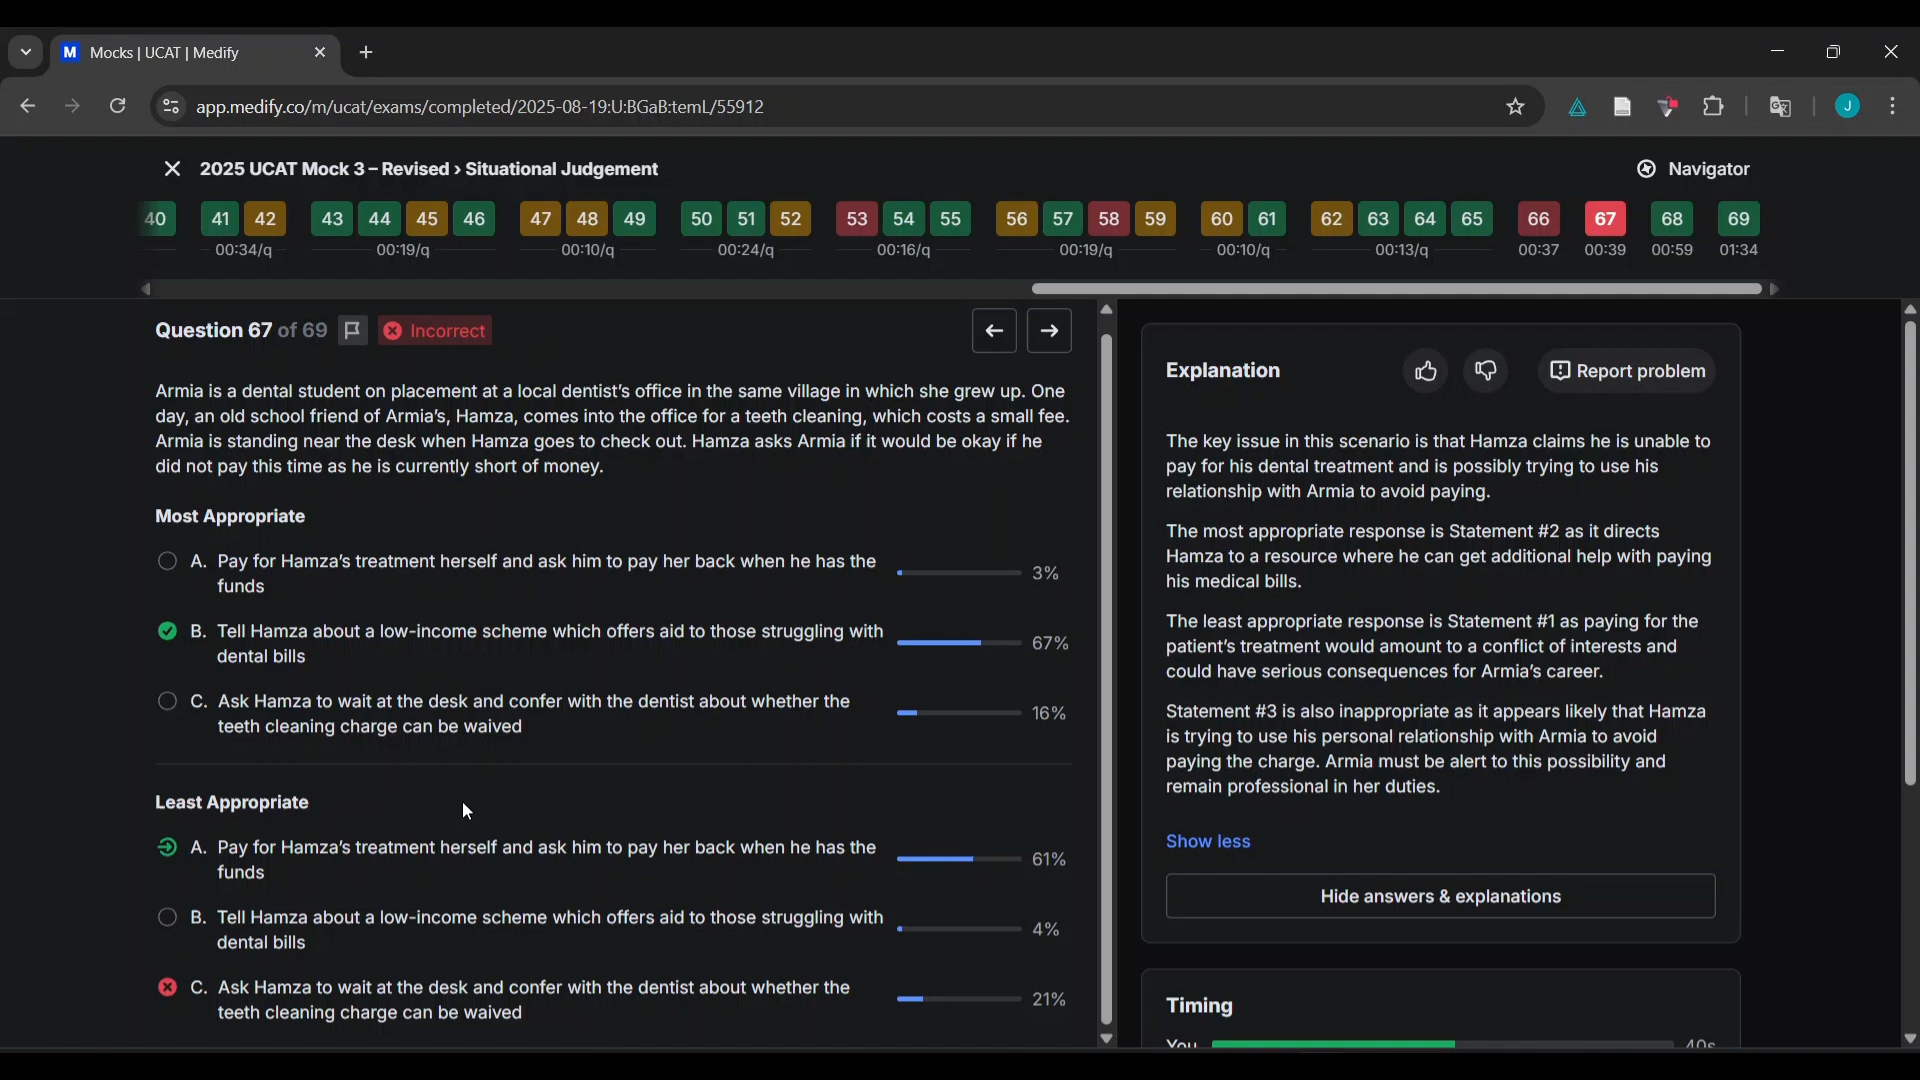 M Mocks | UCAT | Medify
app.medify.co/m/ucat/exams/completed/2025-08-19:U:BGaB:temL/55912
J
2025 UCAT Mock 3 – Revised › Situational Judgement
Navigator
40 41 42 43 44 45 46 47 48 49 50 51 52 53 54 55 56 57 58 59 60 61 62 63 64 65 66 67 68 69
00:34/q 00:19/q 00:10/q 00:24/q 00:16/q 00:19/q 00:10/q 00:13/q 00:37 00:39 00:59 01:34
Question 67 of 69 Incorrect
Armia is a dental student on placement at a local dentist's office in the same village in which she grew up. One
day, an old school friend of Armia's, Hamza, comes into the office for a teeth cleaning, which costs a small fee.
Armia is standing near the desk when Hamza goes to check out. Hamza asks Armia if it would be okay if he
did not pay this time as he is currently short of money.
Most Appropriate
A. Pay for Hamza's treatment herself and ask him to pay her back when he has the
funds
3%
B. Tell Hamza about a low-income scheme which offers aid to those struggling with
dental bills
67%
C. Ask Hamza to wait at the desk and confer with the dentist about whether the
teeth cleaning charge can be waived
16%
Least Appropriate
A. Pay for Hamza's treatment herself and ask him to pay her back when he has the
funds
61%
B. Tell Hamza about a low-income scheme which offers aid to those struggling with
dental bills
4%
C. Ask Hamza to wait at the desk and confer with the dentist about whether the
teeth cleaning charge can be waived
21%
Explanation
Report problem
The key issue in this scenario is that Hamza claims he is unable to
pay for his dental treatment and is possibly trying to use his
relationship with Armia to avoid paying.
The most appropriate response is Statement #2 as it directs
Hamza to a resource where he can get additional help with paying
his medical bills.
The least appropriate response is Statement #1 as paying for the
patient's treatment would amount to a conflict of interests and
could have serious consequences for Armia's career.
Statement #3 is also inappropriate as it appears likely that Hamza
is trying to use his personal relationship with Armia to avoid
paying the charge. Armia must be alert to this possibility and
remain professional in her duties.
Show less
Hide answers & explanations
Timing
You 40s